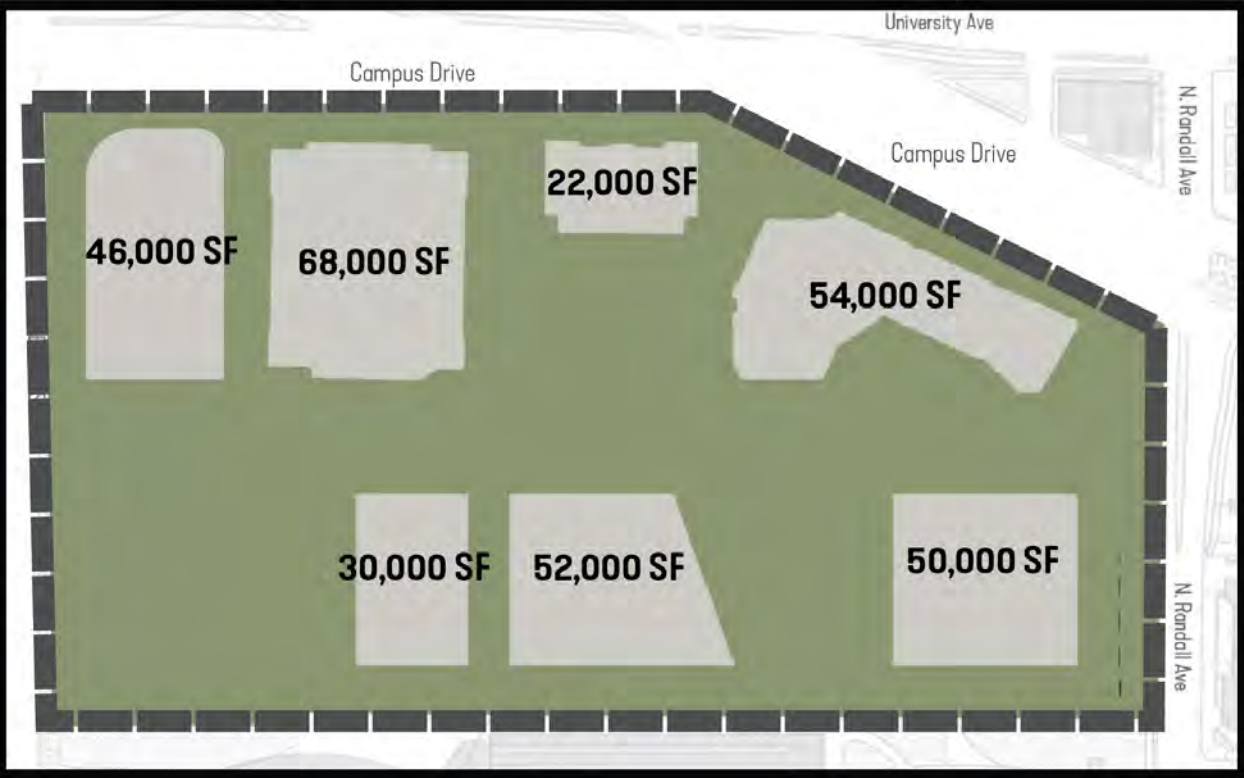 University Ave
Campus Drive
N. Randall Ave
Campus Drive
22,000 SF
46,000 SF
68,000 SF
54,000 SF
30,000 SF
52,000 SF
50,000 SF
N. Randall Ave